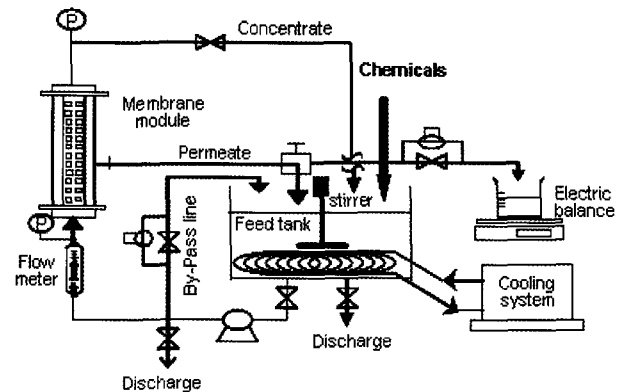 P
Concentrate
Chemicals
Membrane
module
Permeate
stirrer
Electric
balance
Feed tank
P
By-Pass line
Flow
meter
Cooling
system
Discharge
Discharge